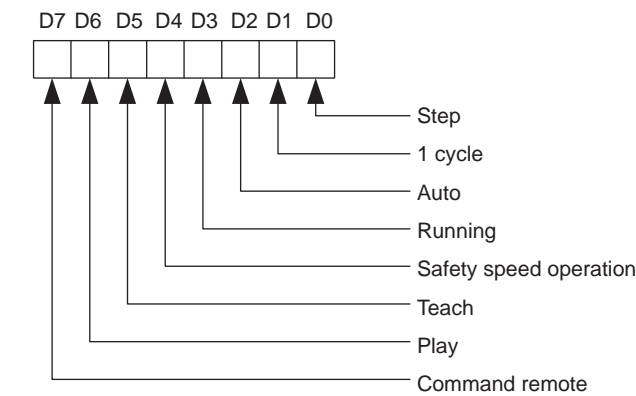 D7 D6 D5 D4 D3 D2 D1 D0
Step
1 cycle
Auto
Running
Safety speed operation
Teach
Play
Command remote